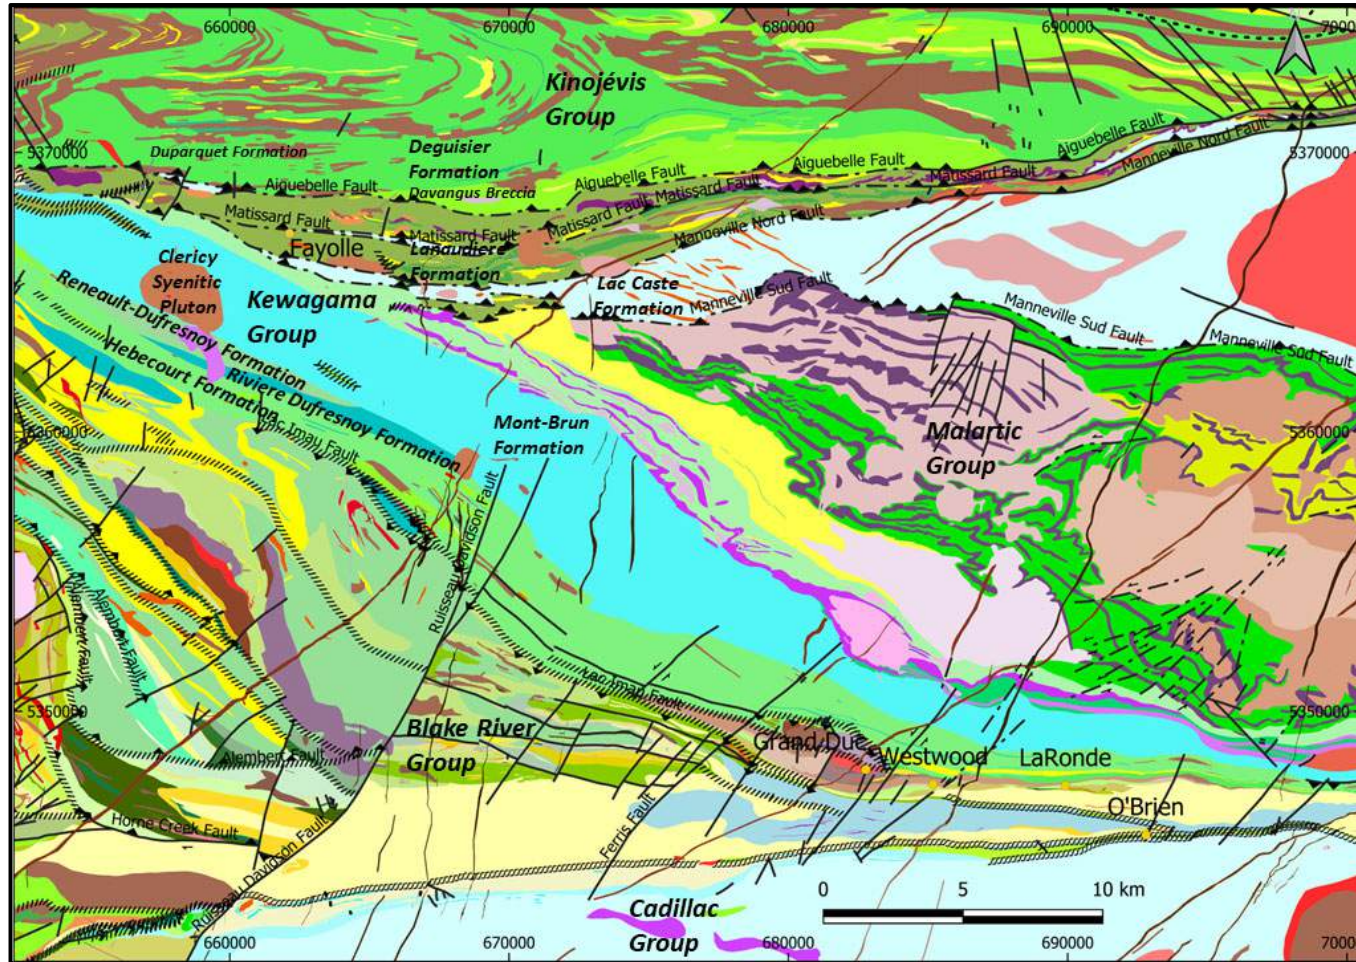 660000
670000
680000
690000
Kinojévis
Group
Aiguebelle Fault
Manneville Nord Fault
5370000
Duparquet Formation
Deguisier
Formation
Aiguebelle Fault
5370000
Aiguebelle Fault
Davangus Breccia
Aiguebelle Fault
Matissard Fault
Matissard Fault
Matissard Fault
Matissard Fault
Matissard Fault
Manneville Nord Fault
Fayolle
Lanaudiere
Formation
Clericy
Syenitic
Pluton
Kewagama
Group
Lac Caste
Formation
Manneville Sud Fault
Manneville Sud Fault
Manneville Sud Fault
Reneault-Dufresnoy Formation
Riviere Dufresnoy Formation
Hebecourt Formation
Lac Imau Fault
Mont-Brun
Formation
Malartic
Group
5360000
5360000
Ruisseau Davidson Fault
Alembert Fault
Alembert Fault
Lac Imau Fault
5350000
5350000
Blake River
Group
Alembert Fault
Grand Duc
Westwood
LaRonde
O'Brien
Horne Creek Fault
Ferris Fault
Ruisseau Davidson Fault
0
5
10 km
Cadillac
Group
660000
670000
680000
690000